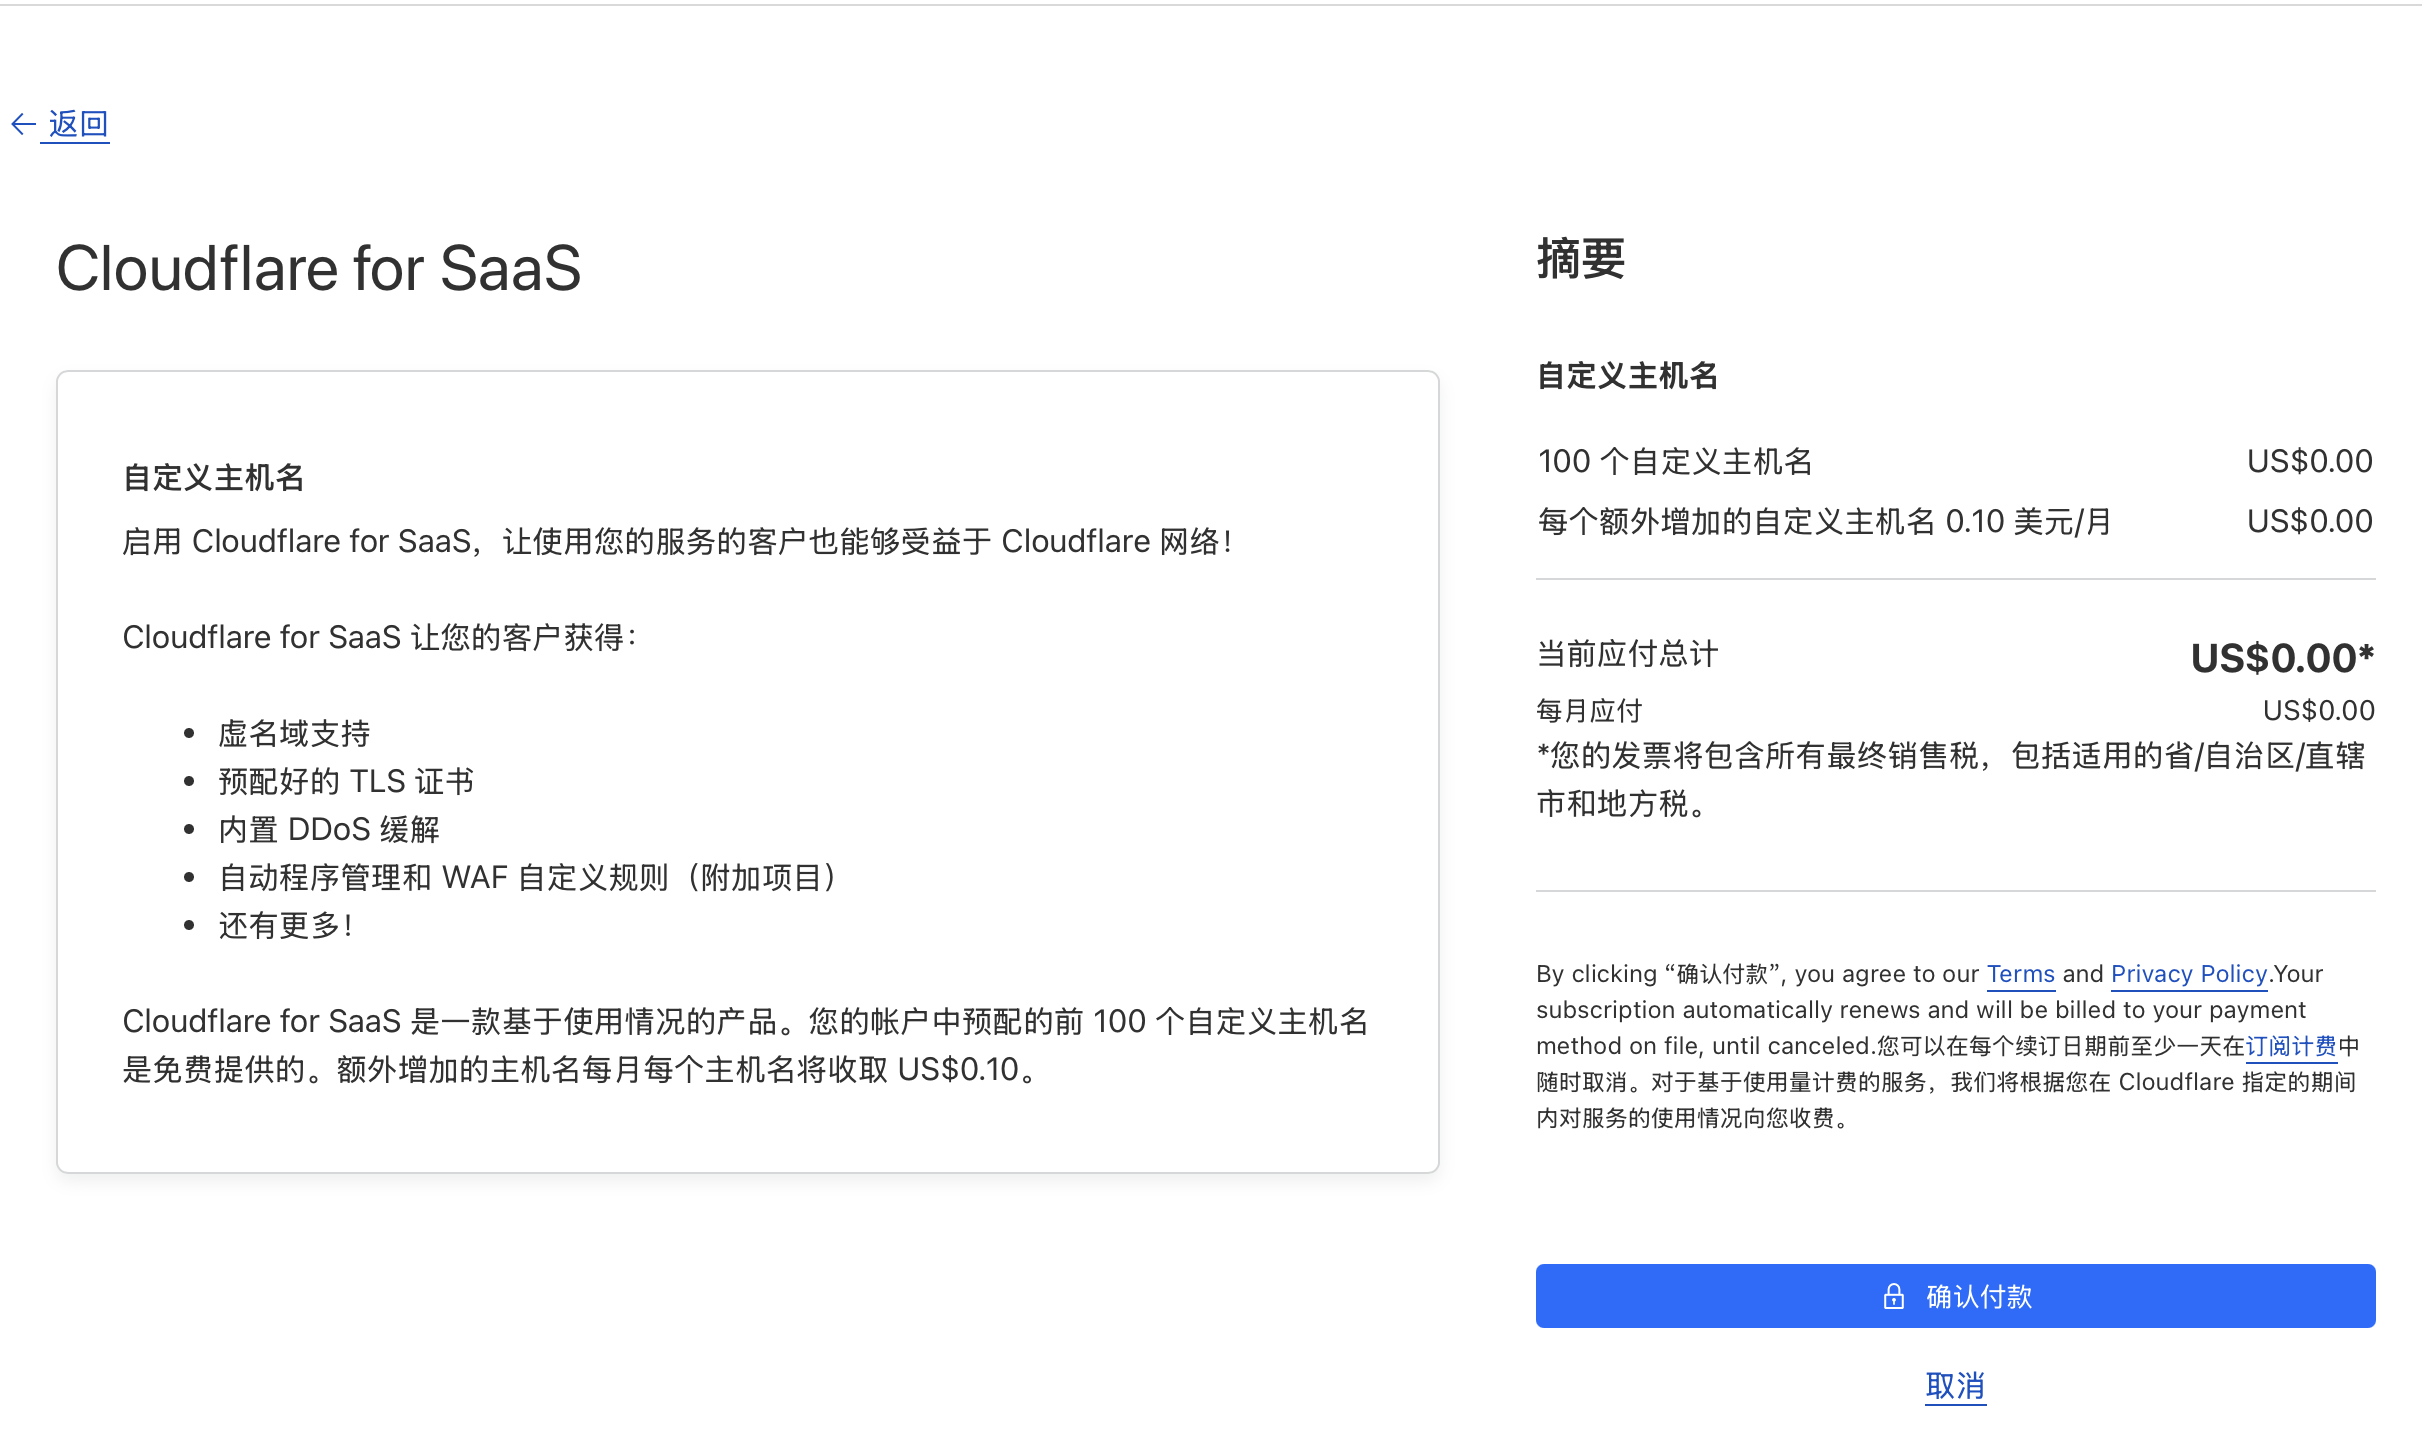 ← 返回
Cloudflare for SaaS
自定义主机名
启用 Cloudflare for SaaS，让使用您的服务的客户也能够受益于 Cloudflare 网络！
Cloudflare for SaaS 让您的客户获得：
• 虚名域支持
• 预配好的 TLS 证书
• 内置 DDoS 缓解
• 自动程序管理和 WAF 自定义规则（附加项目）
• 还有更多！
Cloudflare for SaaS 是一款基于使用情况的产品。您的帐户中预配的前 100 个自定义主机名
是免费提供的。额外增加的主机名每月每个主机名将收取 US$0.10。
摘要
自定义主机名
100 个自定义主机名 US$0.00
每个额外增加的自定义主机名 0.10 美元/月 US$0.00
当前应付总计 US$0.00*
每月应付 US$0.00
*您的发票将包含所有最终销售税，包括适用的省/自治区/直辖
市和地方税。
By clicking “确认付款”, you agree to our Terms and Privacy Policy.Your
subscription automatically renews and will be billed to your payment
method on file, until canceled.您可以在每个续订日期前至少一天在订阅计费中
随时取消。对于基于使用量计费的服务，我们将根据您在 Cloudflare 指定的期间
内对服务的使用情况向您收费。
确认付款
取消